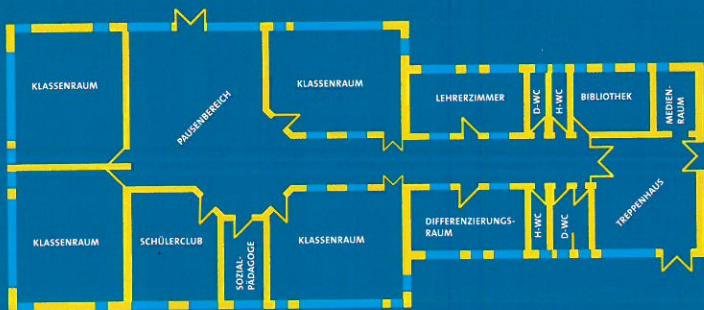 KLASSENRAUM
PAUSENBEREICH
KLASSENRAUM
LEHRERZIMMER
D-WC
H-WC
BIBLIOTHEK
MEDIEN-
RAUM
KLASSENRAUM
SCHÜLERCLUB
SOZIAL-
PÄDAGOGE
KLASSENRAUM
DIFFERENZIERUNGS-
RAUM
H-WC
D-WC
TREPPENHAUS